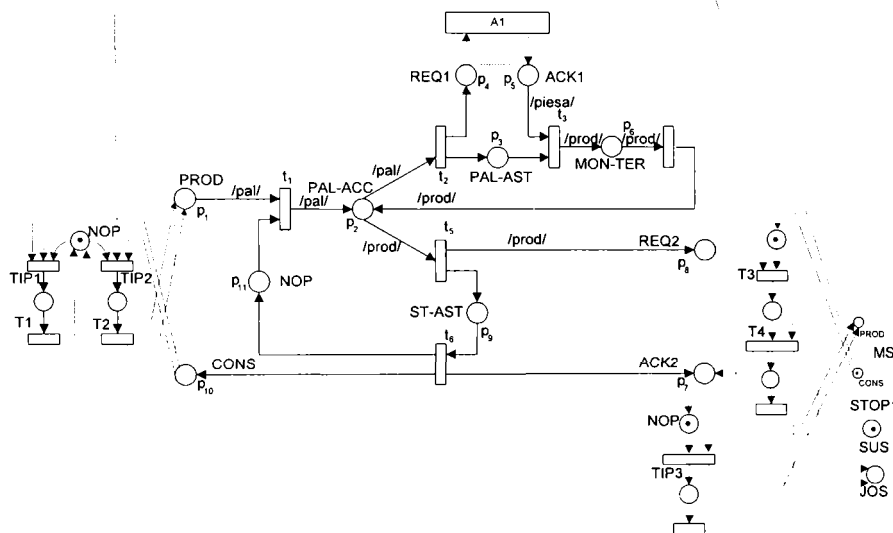 A1
REQ1
p4
p5
ACK1
/piesa/
t3
/pal/
t2
p3
PAL-AST
/prod/
p6
/prod/
MON-TER
PROD
p1
/pal/
t1
/pal/
PAL-ACC
p2
/prod/
/prod/
t5
/prod/
REQ2
p8
NOP
TIP1
TIP2
T1
T2
p11
NOP
ST-AST
p9
t6
CONS
p10
ACK2
p7
T3
T4
NOP
TIP3
PROD
MS
CONS
STOP
SUS
JOS